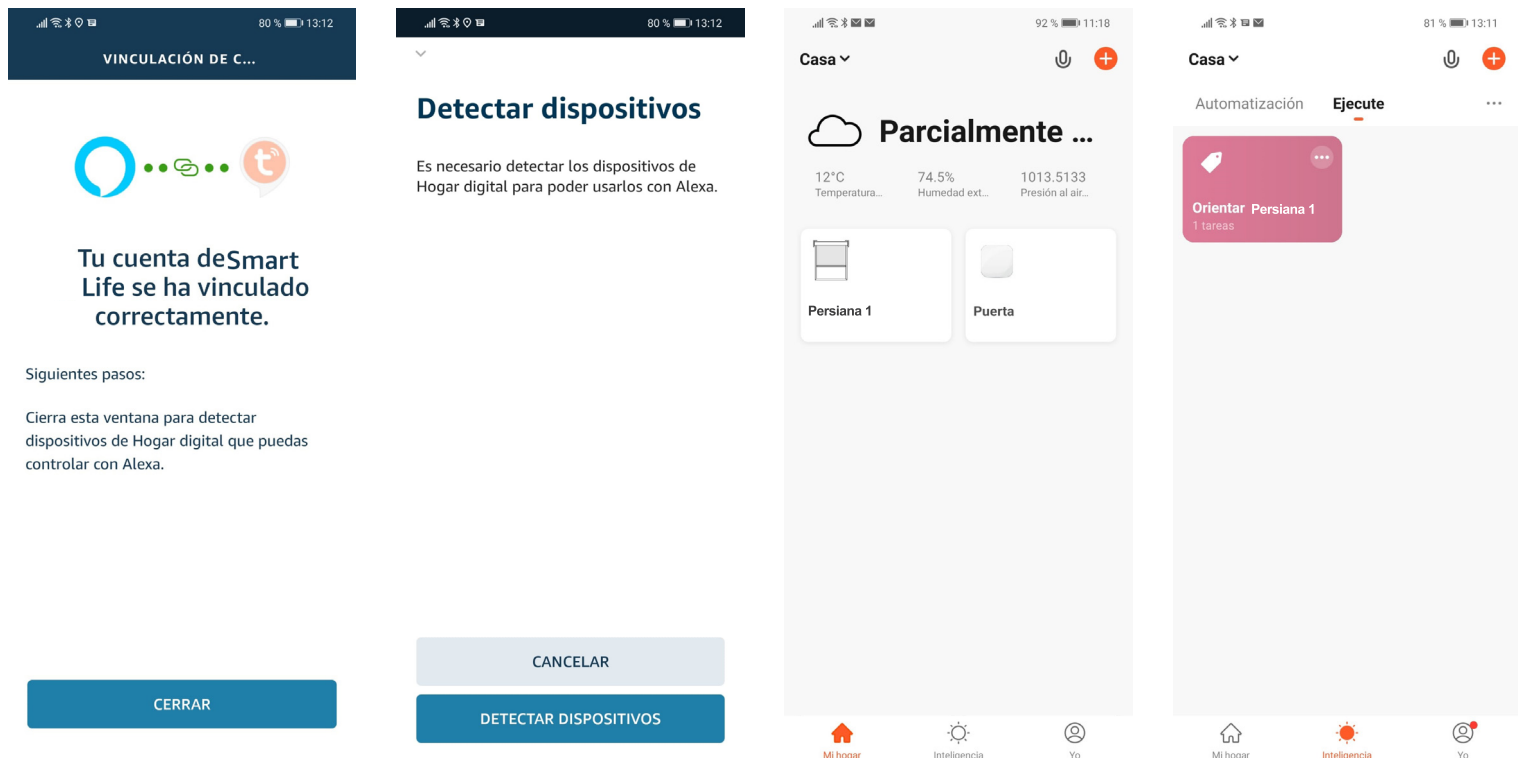 80 % 13:12
VINCULACIÓN DE C...
Tu cuenta deSmart
Life se ha vinculado
correctamente.
Siguientes pasos:
Cierra esta ventana para detectar
dispositivos de Hogar digital que puedas
controlar con Alexa.
CERRAR
80 % 13:12
Detectar dispositivos
Es necesario detectar los dispositivos de
Hogar digital para poder usarlos con Alexa.
CANCELAR
DETECTAR DISPOSITIVOS
92 % 11:18
Casa
Parcialmente ...
12°C 74.5% 1013.5133
Temperatura... Humedad ext... Presión al air...
Persiana 1 Puerta
Mi hogar Inteligencia Yo
81 % 13:11
Casa
Automatización Ejecute
Orientar Persiana 1
1 tareas
Mi hogar Inteligencia Yo